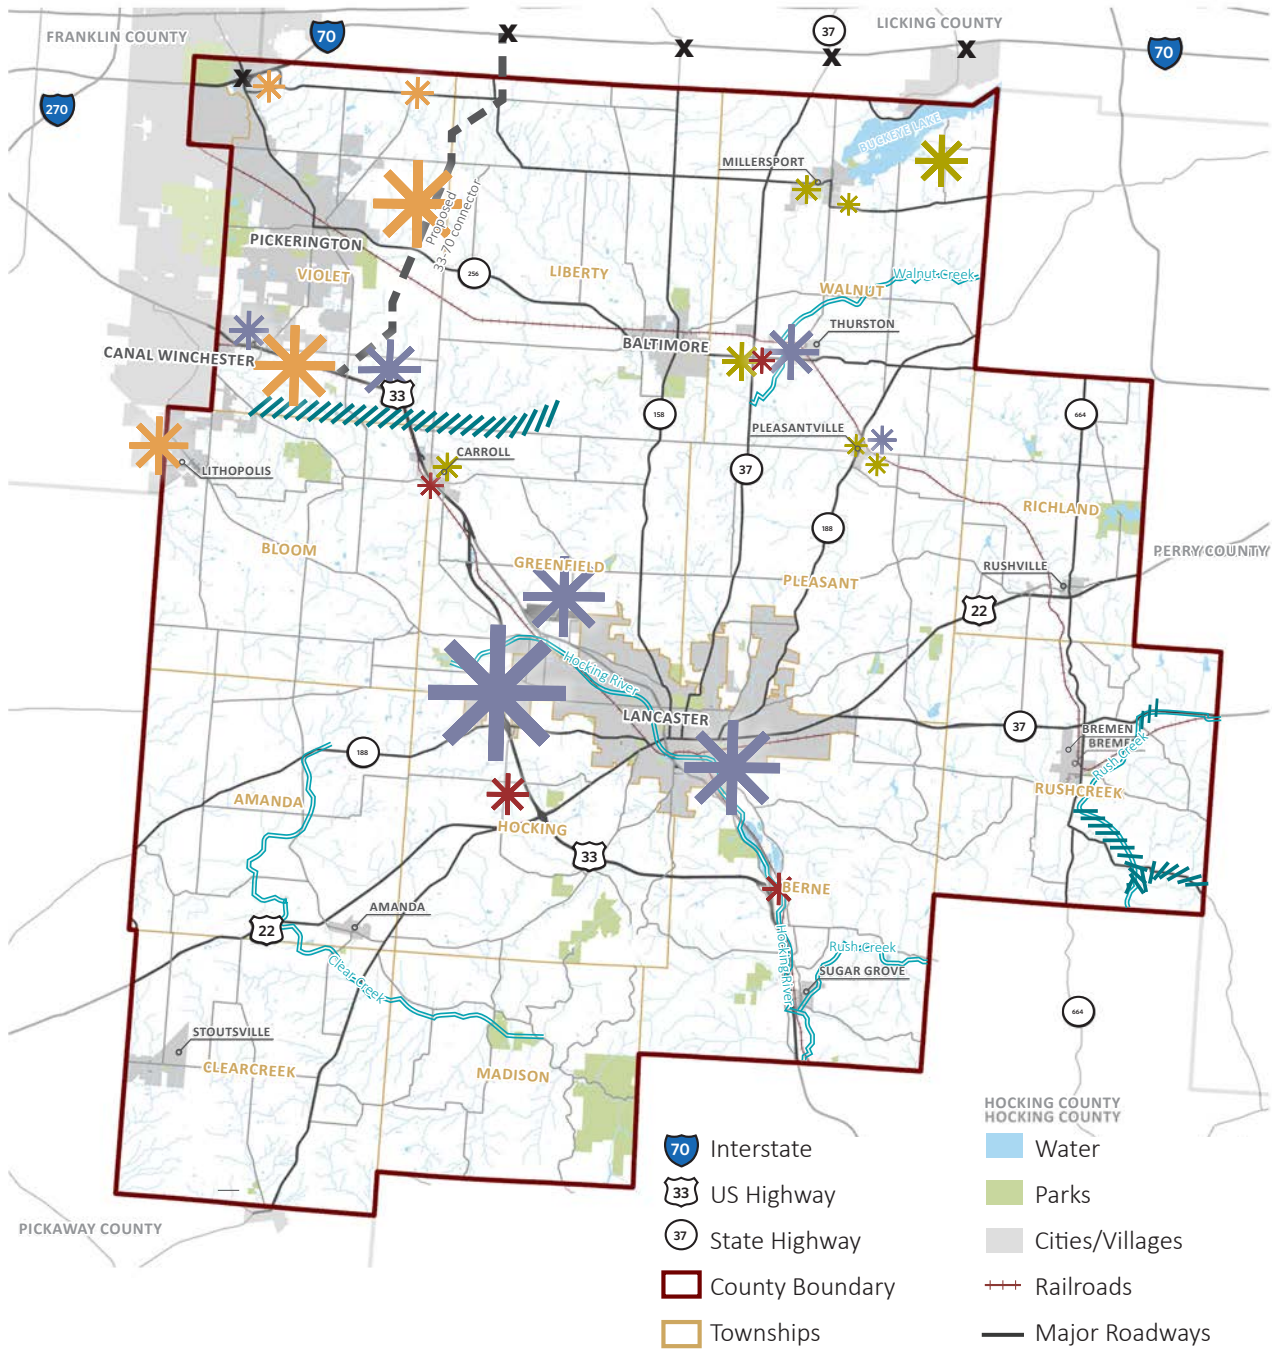 FRANKLIN COUNTY
70
37
LICKING COUNTY
70
270
BUCKEYE LAKE
MILLERSPORT
Proposed
33-70 connector
PICKERINGTON
VIOLET
256
LIBERTY
Walnut Creek
WALNUT
THURSTON
BALTIMORE
CANAL WINCHESTER
33
158
664
PLEASANTVILLE
CARROLL
LITHOPOLIS
37
RICHLAND
188
BLOOM
GREENFIELD
PERRY COUNTY
RUSHVILLE
PLEASANT
22
Hocking River
LANCASTER
37
BREMEN
BREMEN
Rush Creek
188
RUSHCREEK
AMANDA
HOCKING
33
BERNE
AMANDA
22
Hocking River
Rush Creek
Clear Creek
SUGAR GROVE
664
STOUTSVILLE
CLEARCREEK
MADISON
HOCKING COUNTY
HOCKING COUNTY
PICKAWAY COUNTY
70 Interstate
33 US Highway
37 State Highway
County Boundary
Townships
Water
Parks
Cities/Villages
Railroads
Major Roadways